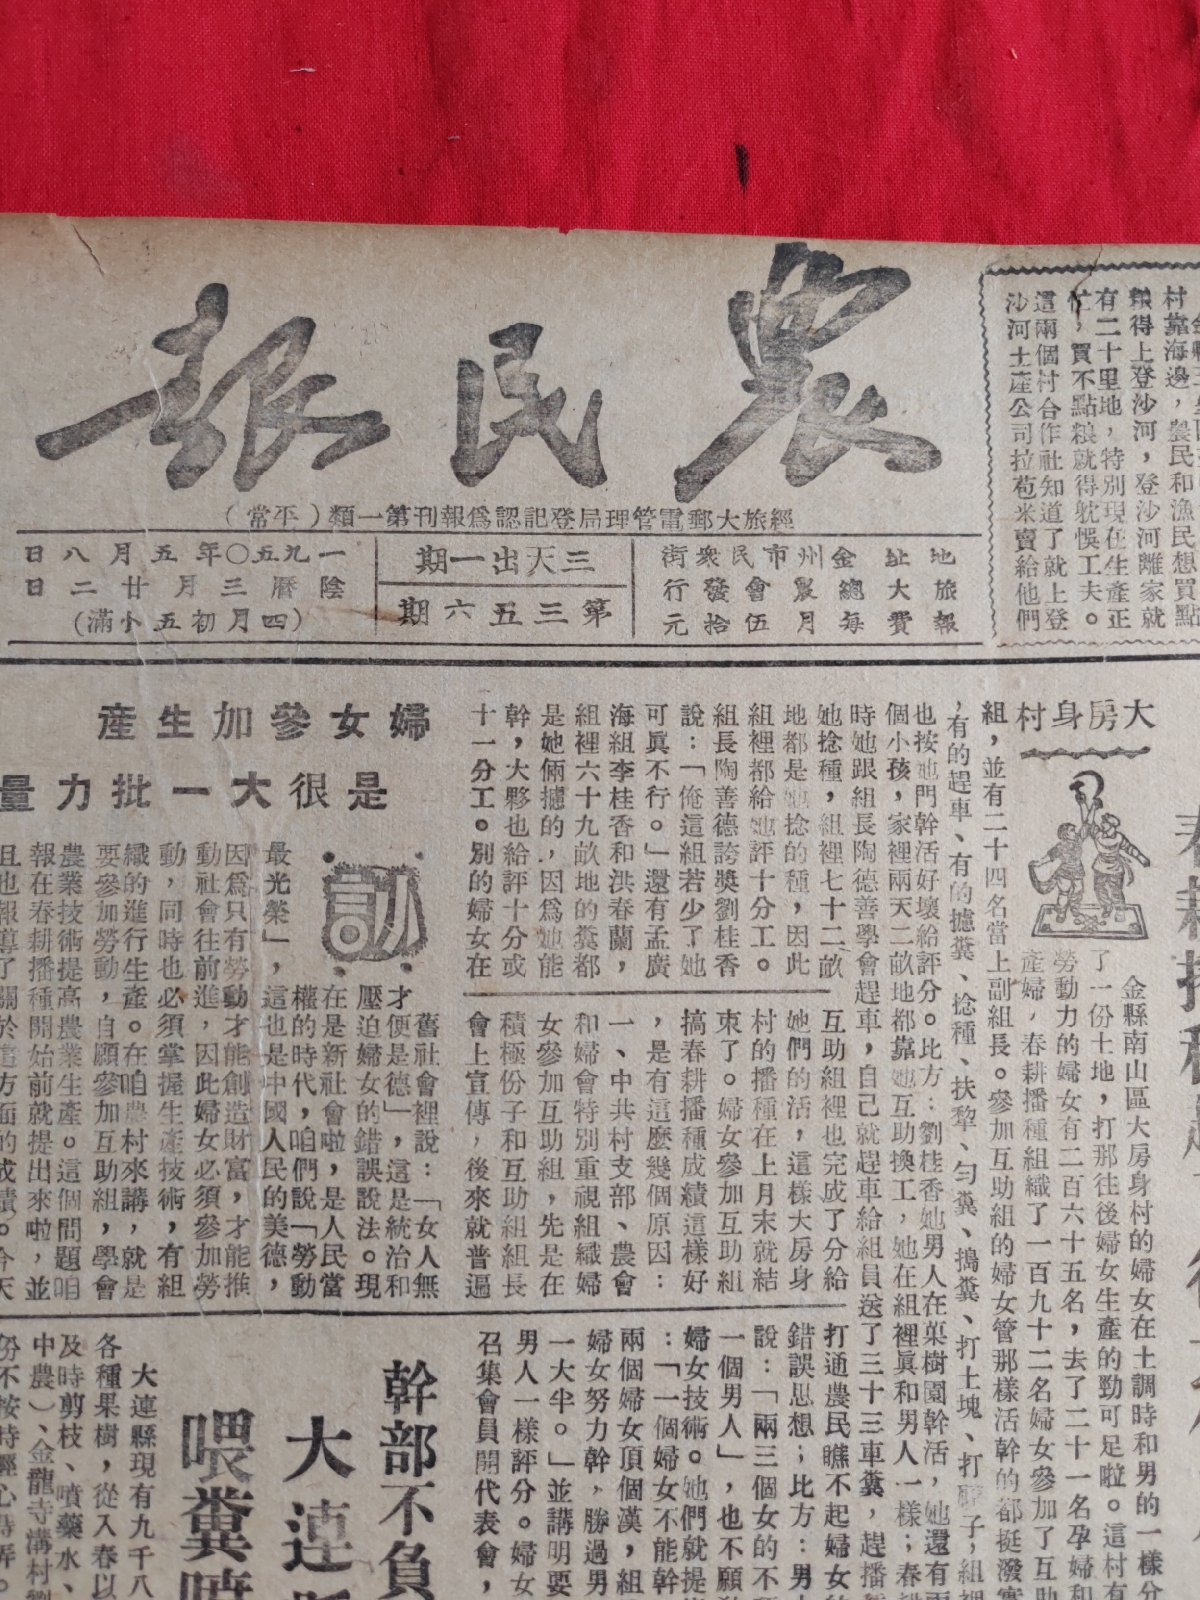 農民報
經旅大郵電管理局登記認爲報刊第一類（平常）
地址 金州市民衆街
旅大總農會發行
報費每月伍拾元
三天出一期
第三五六期
一九五〇年五月八日
陰曆三月廿二日
（四月初五小滿）
村靠海邊，農民和漁民想買點
糧得上登沙河，登沙河離家就
有二十里地，特別現在生產正
忙，買不點粮就得躭悞工夫。
這兩個村合作社知道了就上登
沙河土產公司拉苞米賣給他們
大房身村
金縣南山區大房身村的婦女在土調時和男的一樣分
了一份土地，打那往後婦女生產的勁可足啦。這村有
勞動力的婦女有二百六十五名，去了二十一名孕婦和
產婦，春耕播種組織了一百九十二名婦女參加了互助
組，並有二十四名當上副組長。參加互助組的婦女管那樣活幹的都挺潑實
，有的趕車、有的摅糞、捻種、扶犂、勻糞、搗糞、打土塊、打
子，組裡
也按她門幹活好壞給評分。比方：劉桂香她男人在菓樹園幹活，她還有兩
個小孩，家裡兩天二畝地都靠她互助換工，她在組裡眞和男人一樣；春耕
時她跟組長陶德善學會趕車，自己就趕車給組員送了三十三車糞，趕播種
她捻種，組裡七十二畝
地都是她捻的種，因此
組裡都給她評十分工。
組長陶善德誇獎劉桂香
說：「俺這組若少了她
可眞不行。」還有孟廣
海組李桂香和洪春蘭，
組裡六十九畝地的糞都
是她倆摅的，因爲她能
幹，大夥也給評十分或
十一分工。別的婦女在
互助組裡也完成了分給
她們的活，這樣大房身
村的播種在上月末就結
束了。婦女參加互助組
搞春耕播種成績這樣好
，是有這麼幾個原因：
一、中共村支部、農會
和婦會特別重視組織婦
女參加互助組，先是在
積極份子和互助組組長
會上宣傳，後來就普遍
打通農民瞧不起婦女的
錯誤思想；比方：男人
說：「兩三個女的不頂
一個男人」，也不願敎
婦女技術。她們就提出
：「一個婦女不能幹，
兩個婦女頂個漢，組
婦女努力幹，勝過男
一大半。」並講明要
男人一樣評分。婦女
召集會員開代表會，
婦女參加生產
是很大一批力量
舊社會裡說：「女人無
才便是德」，這是統治和
壓迫婦女的錯誤說法。現
在是新社會啦，是人民當
權的時代，咱們說「勞動
最光榮」，這也是中國人民的美德，
因爲只有勞動才能創造財富，才能推
動社會往前進，因此婦女必須參加勞
動，同時也必須掌握生產技術，有組
織的進行生產。在咱農村來講，就是
要參加勞動，自願參加互助組，學會
農業技術提高農業生產。這個問題咱
報在春耕播種開始前就提出來啦，並
且也報導了關於這方面的成績。今天
幹部不負
大連縣
喂糞噴
大連縣現有九千八
各種果樹，從入春以
及時剪枝、噴藥水、
中農）、金龍寺溝村劉
份不按時經心